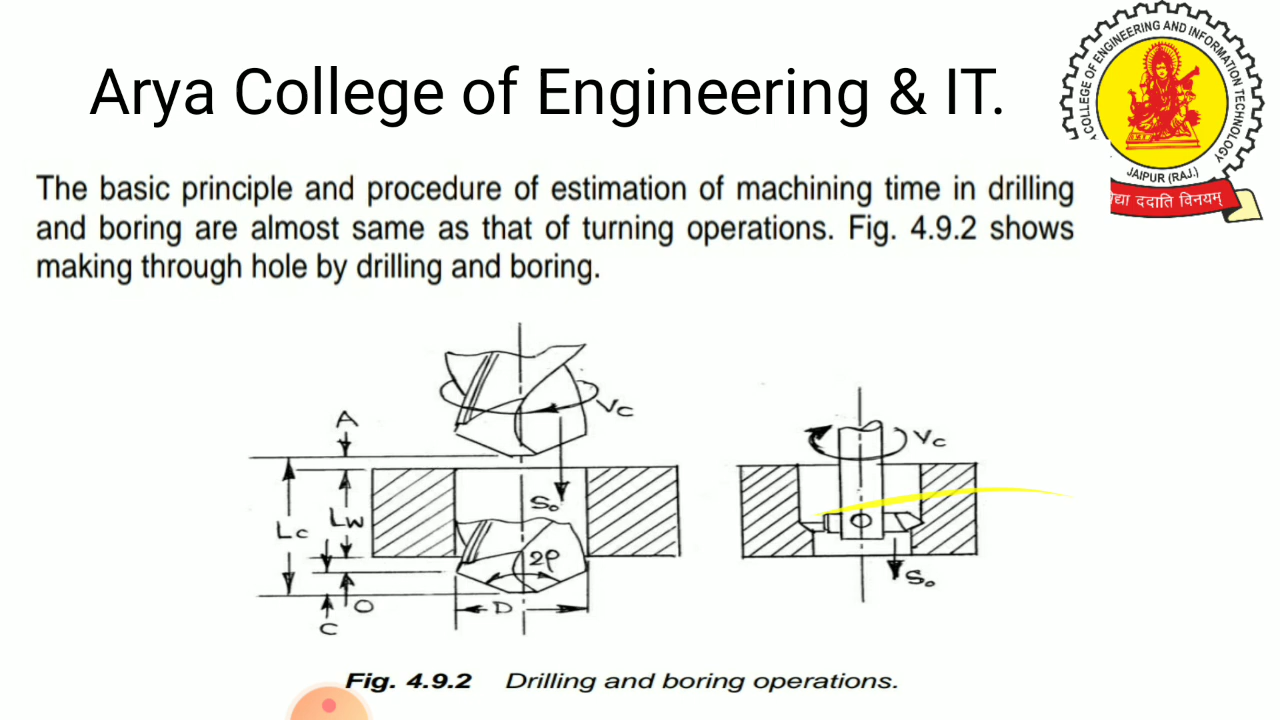 Arya College of Engineering & IT.
COLLEGE OF ENGINEERING AND INFORMATION TECHNOLOGY
JAIPUR (RAJ.)
ददाति विनयम्
The basic principle and procedure of estimation of machining time in drilling
and boring are almost same as that of turning operations. Fig. 4.9.2 shows
making through hole by drilling and boring.
A
Vc
Vc
So
Lc
Lw
2ρ
So
D
O
C
Fig. 4.9.2 Drilling and boring operations.